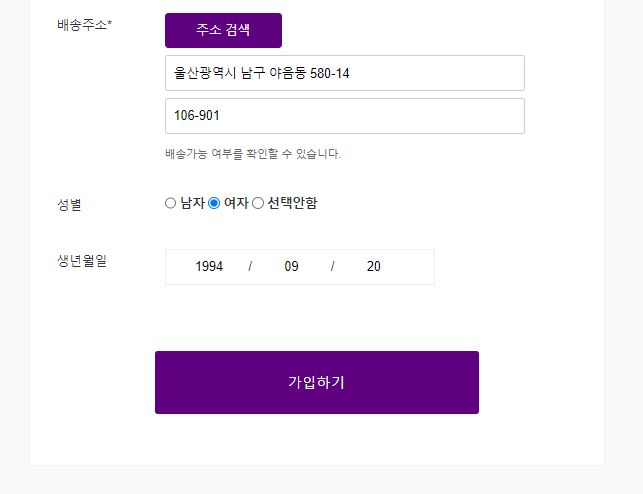 배송주소*
주소 검색
울산광역시 남구 야음동 580-14
106-901
배송가능 여부를 확인할 수 있습니다.
성별 남자 여자 선택안함
생년월일 1994 / 09 / 20
가입하기